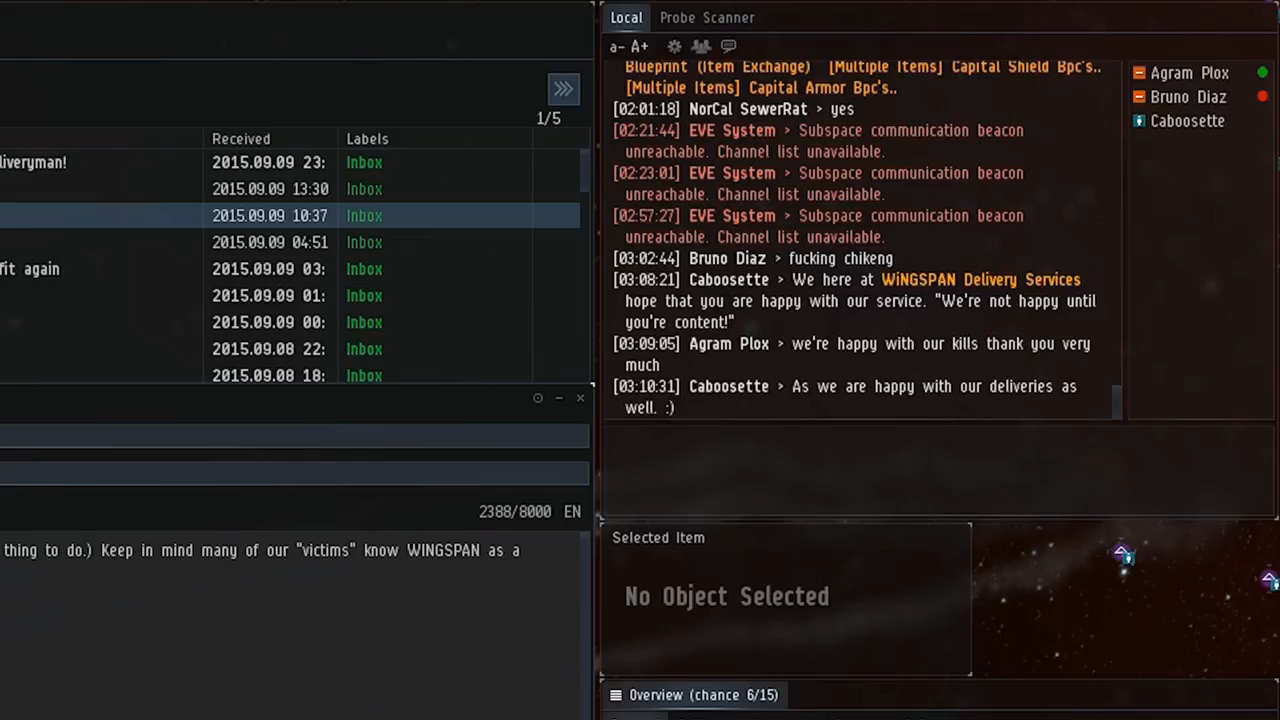 1/5
Received Labels
liveryman! 2015.09.09 23: Inbox
2015.09.09 13:30 Inbox
2015.09.09 10:37 Inbox
2015.09.09 04:51 Inbox
fit again 2015.09.09 03: Inbox
2015.09.09 01: Inbox
2015.09.09 00: Inbox
2015.09.08 22: Inbox
2015.09.08 18: Inbox
2388/8000 EN
thing to do.) Keep in mind many of our "victims" know WINGSPAN as a
Local Probe Scanner
a- A+
Blueprint (Item Exchange) [Multiple Items] Capital Shield Bpc's..
[Multiple Items] Capital Armor Bpc's..
[02:01:18] NorCal SewerRat > yes
[02:21:44] EVE System > Subspace communication beacon
unreachable. Channel list unavailable.
[02:23:01] EVE System > Subspace communication beacon
unreachable. Channel list unavailable.
[02:57:27] EVE System > Subspace communication beacon
unreachable. Channel list unavailable.
[03:02:44] Bruno Diaz > fucking chikeng
[03:08:21] Caboosette > We here at WiNGSPAN Delivery Services
hope that you are happy with our service. "We're not happy until
you're content!"
[03:09:05] Agram Plox > we're happy with our kills thank you very
much
[03:10:31] Caboosette > As we are happy with our deliveries as
well. :)
Agram Plox
Bruno Diaz
Caboosette
Selected Item
No Object Selected
Overview (chance 6/15)